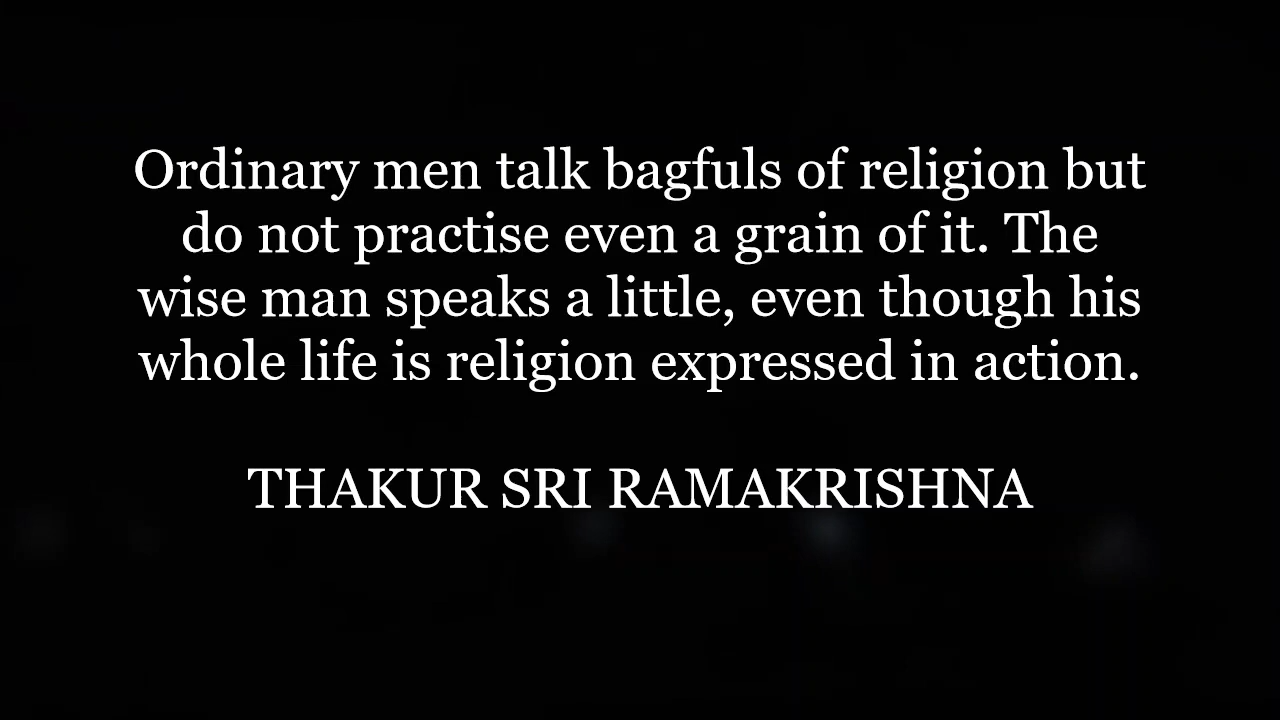 Ordinary men talk bagfuls of religion but
do not practise even a grain of it. The
wise man speaks a little, even though his
whole life is religion expressed in action.
THAKUR SRI RAMAKRISHNA